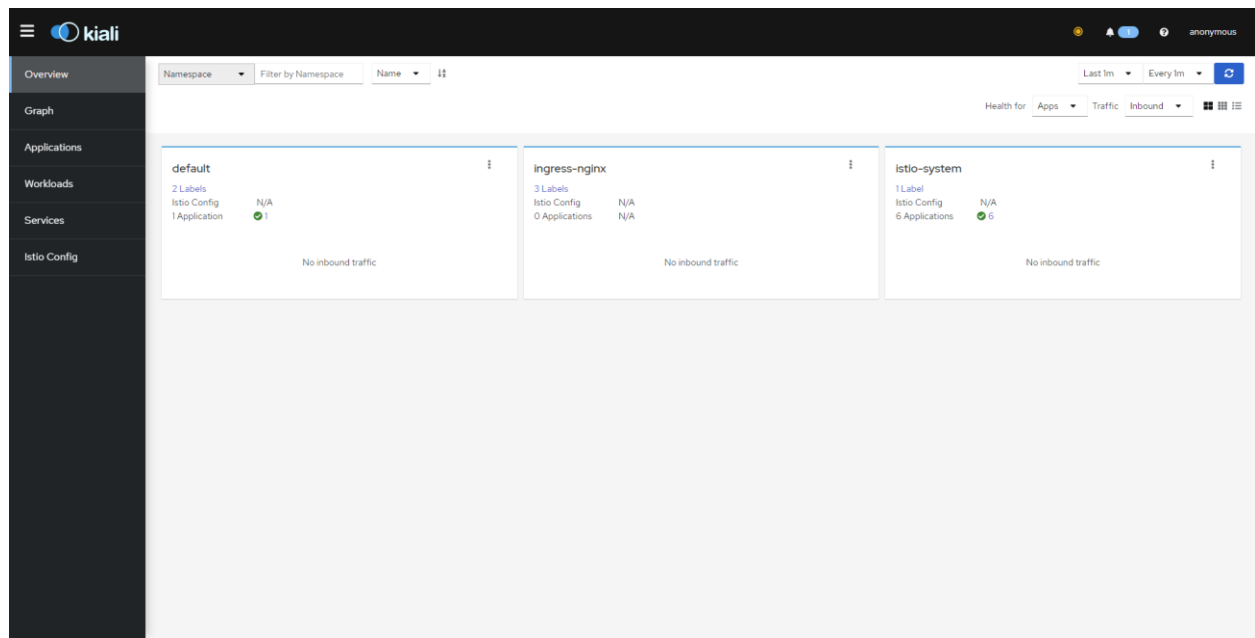 kiali
1
anonymous
Overview
Graph
Applications
Workloads
Services
Istio Config
Namespace Filter by Namespace Name Last 1m Every 1m
Health for Apps Traffic Inbound
default
2 Labels
Istio Config N/A
1 Application 1
No inbound traffic
ingress-nginx
3 Labels
Istio Config N/A
0 Applications N/A
No inbound traffic
istio-system
1 Label
Istio Config N/A
6 Applications 6
No inbound traffic